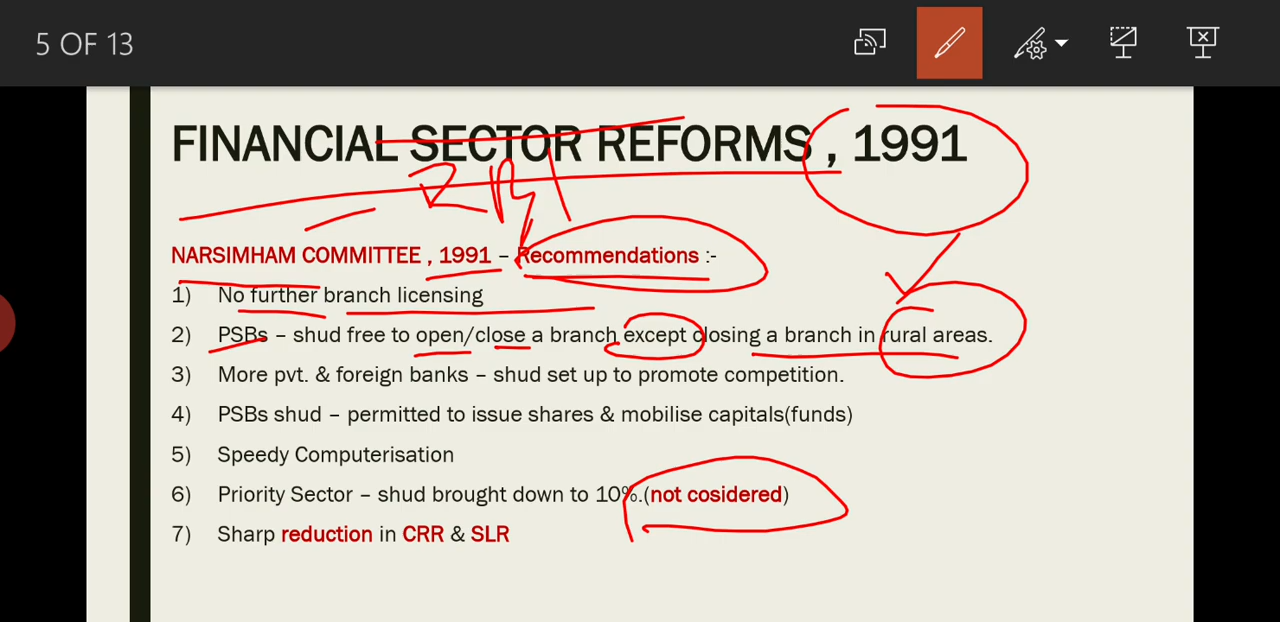 5 OF 13
FINANCIAL SECTOR REFORMS , 1991
RBI
NARSIMHAM COMMITTEE , 1991 – Recommendations :-
1) No further branch licensing
2) PSBs – shud free to open/close a branch except closing a branch in rural areas.
3) More pvt. & foreign banks – shud set up to promote competition.
4) PSBs shud – permitted to issue shares & mobilise capitals(funds)
5) Speedy Computerisation
6) Priority Sector – shud brought down to 10%.(not cosidered)
7) Sharp reduction in CRR & SLR